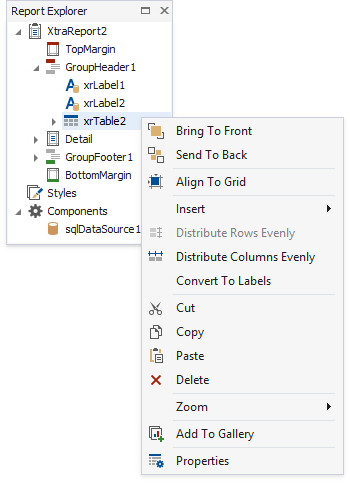 Report Explorer
XtraReport2
TopMargin
GroupHeader1
xrLabel1
xrLabel2
xrTable2
Detail
GroupFooter1
BottomMargin
Styles
Components
sqlDataSource1
Bring To Front
Send To Back
Align To Grid
Insert
Distribute Rows Evenly
Distribute Columns Evenly
Convert To Labels
Cut
Copy
Paste
Delete
Zoom
Add To Gallery
Properties